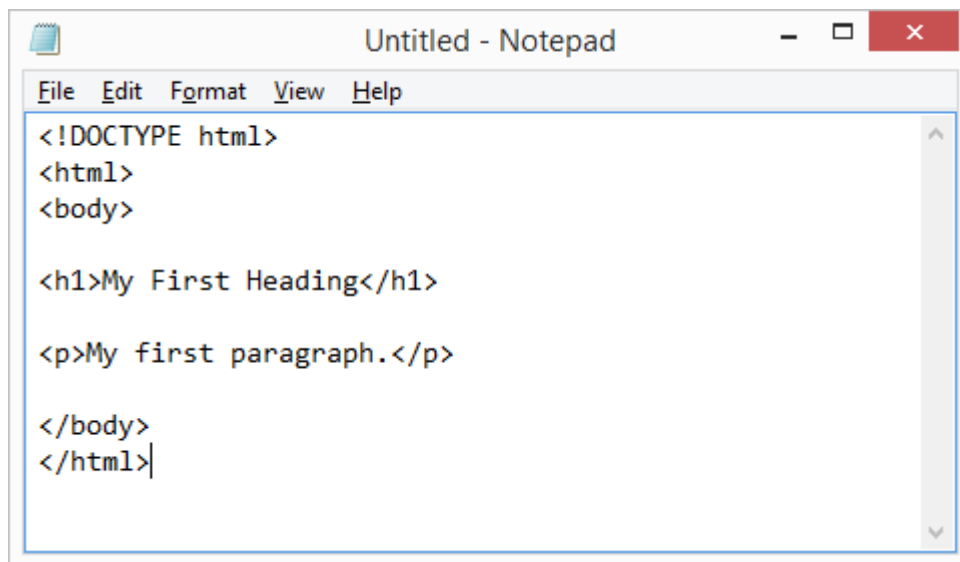 Untitled - Notepad
File Edit Format View Help
<!DOCTYPE html>
<html>
<body>
<h1>My First Heading</h1>
<p>My first paragraph.</p>
</body>
</html>